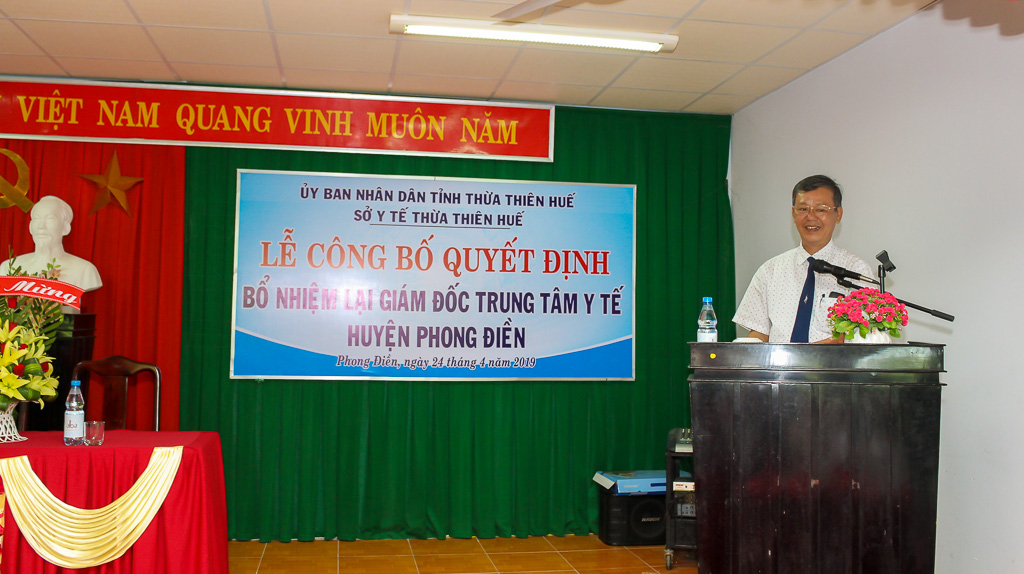 VIỆT NAM QUANG VINH MUÔN NĂM
ỦY BAN NHÂN DÂN TỈNH THỪA THIÊN HUẾ
SỞ Y TẾ THỪA THIÊN HUẾ
LỄ CÔNG BỐ QUYẾT ĐỊNH
BỔ NHIỆM LẠI GIÁM ĐỐC TRUNG TÂM Y TẾ
HUYỆN PHONG ĐIỀN
Phong Điền, ngày 24 tháng 4 năm 2019
Mừng